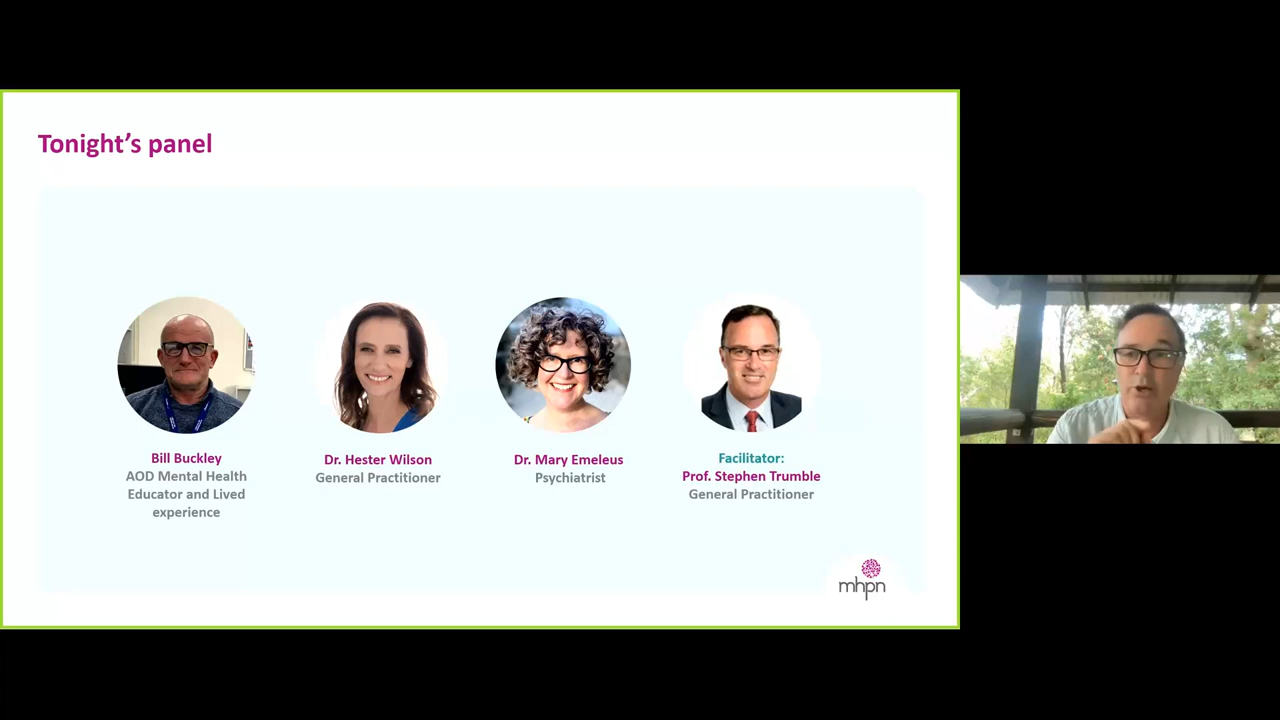 Tonight’s panel
Bill Buckley
AOD Mental Health
Educator and Lived
experience
Dr. Hester Wilson
General Practitioner
Dr. Mary Emeleus
Psychiatrist
Facilitator:
Prof. Stephen Trumble
General Practitioner
mhpn